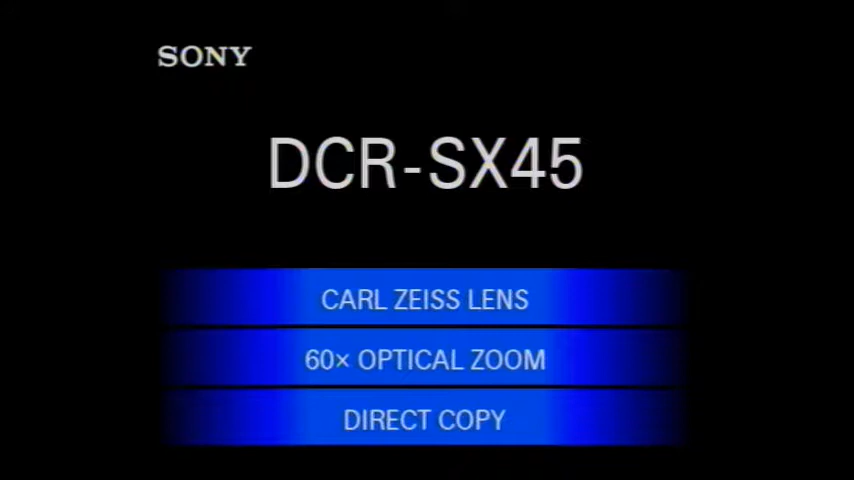 SONY
DCR-SX45
CARL ZEISS LENS
60× OPTICAL ZOOM
DIRECT COPY